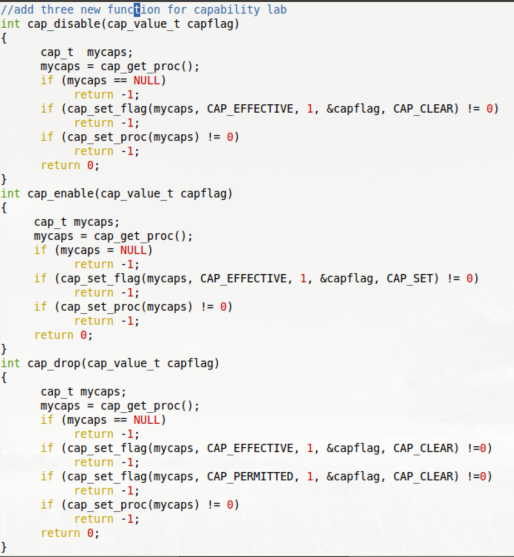 //add three new function for capability lab
int cap_disable(cap_value_t capflag)
{
      cap_t  mycaps;
      mycaps = cap_get_proc();
      if (mycaps == NULL)
           return -1;
      if (cap_set_flag(mycaps, CAP_EFFECTIVE, 1, &capflag, CAP_CLEAR) != 0)
           return -1;
      if (cap_set_proc(mycaps) != 0)
           return -1;
      return 0;
}
int cap_enable(cap_value_t capflag)
{
     cap_t mycaps;
     mycaps = cap_get_proc();
     if (mycaps = NULL)
           return -1;
     if (cap_set_flag(mycaps, CAP_EFFECTIVE, 1, &capflag, CAP_SET) != 0)
           return -1;
     if (cap_set_proc(mycaps) != 0)
           return -1;
     return 0;
}
int cap_drop(cap_value_t capflag)
{
      cap_t mycaps;
      mycaps = cap_get_proc();
      if (mycaps == NULL)
           return -1;
      if (cap_set_flag(mycaps, CAP_EFFECTIVE, 1, &capflag, CAP_CLEAR) !=0)
           return -1;
      if (cap_set_flag(mycaps, CAP_PERMITTED, 1, &capflag, CAP_CLEAR) !=0)
           return -1;
      if (cap_set_proc(mycaps) != 0)
           return -1;
      return 0;
}